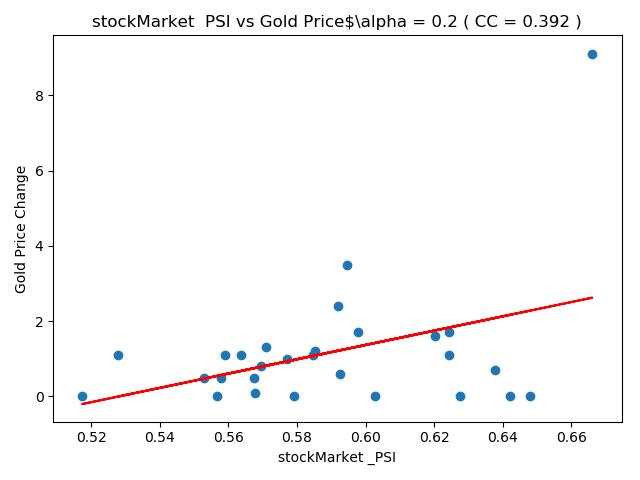 stockMarket  PSI vs Gold Price$\alpha = 0.2 ( CC = 0.392 )
Gold Price Change
8
6
4
2
0
0.52 0.54 0.56 0.58 0.60 0.62 0.64 0.66
stockMarket _PSI